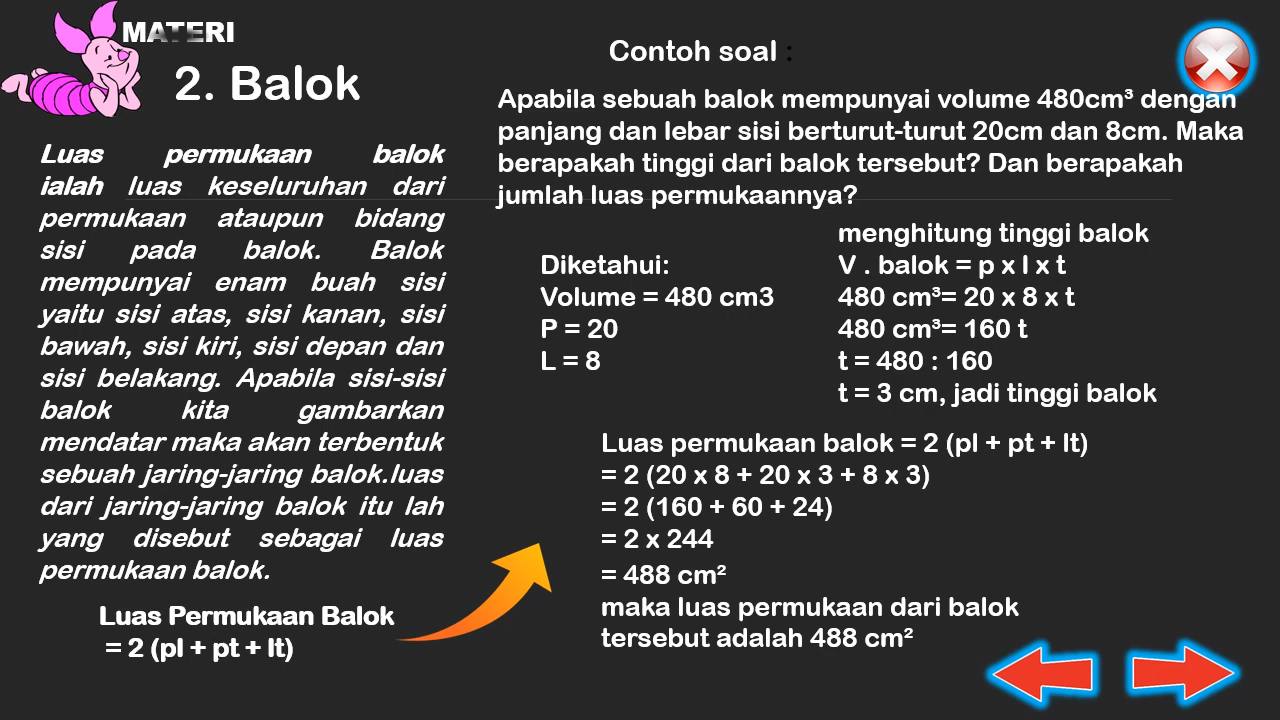 MATERI
2. Balok
Luas permukaan balok
ialah luas keseluruhan dari
permukaan ataupun bidang
sisi pada balok. Balok
mempunyai enam buah sisi
yaitu sisi atas, sisi kanan, sisi
bawah, sisi kiri, sisi depan dan
sisi belakang. Apabila sisi-sisi
balok kita gambarkan
mendatar maka akan terbentuk
sebuah jaring-jaring balok.luas
dari jaring-jaring balok itu lah
yang disebut sebagai luas
permukaan balok.
Luas Permukaan Balok
= 2 (pl + pt + lt)
Contoh soal :
Apabila sebuah balok mempunyai volume 480cm³ dengan
panjang dan lebar sisi berturut-turut 20cm dan 8cm. Maka
berapakah tinggi dari balok tersebut? Dan berapakah
jumlah luas permukaannya?
Diketahui:
Volume = 480 cm3
P = 20
L = 8
menghitung tinggi balok
V . balok = p x l x t
480 cm³= 20 x 8 x t
480 cm³= 160 t
t = 480 : 160
t = 3 cm, jadi tinggi balok
Luas permukaan balok = 2 (pl + pt + lt)
= 2 (20 x 8 + 20 x 3 + 8 x 3)
= 2 (160 + 60 + 24)
= 2 x 244
= 488 cm²
maka luas permukaan dari balok
tersebut adalah 488 cm²